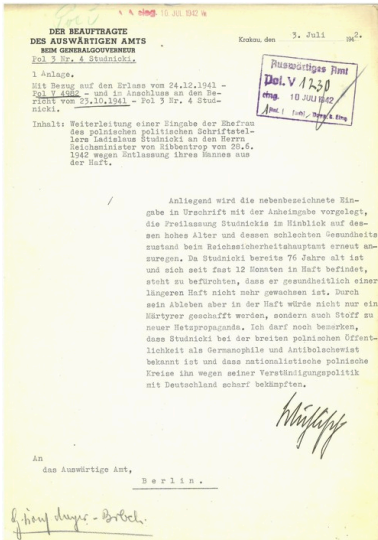 eing. 10 JULI 1942
DER BEAUFTRAGTE
DES AUSWÄRTIGEN AMTS
BEIM GENERALGOUVERNEUR
Pol 3 Nr. 4 Studnicki.
Krakau, den 3. Juli 1942.
1 Anlage.
Mit Bezug auf den Erlass vom 24.12.1941 -
Pol V 4982 - und in Anschluss an den Be-
richt vom 23.10.1941 - Pol 3 Nr. 4 Stud-
nicki.
Auswärtiges Amt
Pol. V 1230
eing. 10 JULI 1942
Inhalt: Weiterleitung einer Eingabe der Ehefrau
des polnischen politischen Schriftstel-
lers Ladislaus Studnicki an den Herrn
Reichsminister von Ribbentrop vom 28.6.
1942 wegen Entlassung ihres Mannes aus
der Haft.
Anliegend wird die nebenbezeichnete Ein-
gabe in Urschrift mit der Anheimgabe vorgelegt,
die Freilassung Studnickis im Hinblick auf des-
sen hohes Alter und dessen schlechten Gesundheits
zustand beim Reichssicherheitshauptamt erneut an-
zuregen. Da Studnicki bereits 76 Jahre alt ist
und sich seit fast 12 Monaten in Haft befindet,
steht zu befürchten, dass er gesundheitlich einer
längeren Haft nicht mehr gewachsen ist. Durch
sein Ableben aber in der Haft würde nicht nur ein
Märtyrer geschafft werden, sondern auch Stoff zu
neuer Hetzpropaganda. Ich darf noch bemerken,
dass Studnicki bei der breiten polnischen Öffent-
lichkeit als Germanophile und Antibolschewist
bekannt ist und dass nationalistische polnische
Kreise ihn wegen seiner Verständigungspolitik
mit Deutschland scharf bekämpften.
An
das Auswärtige Amt,
Berlin.